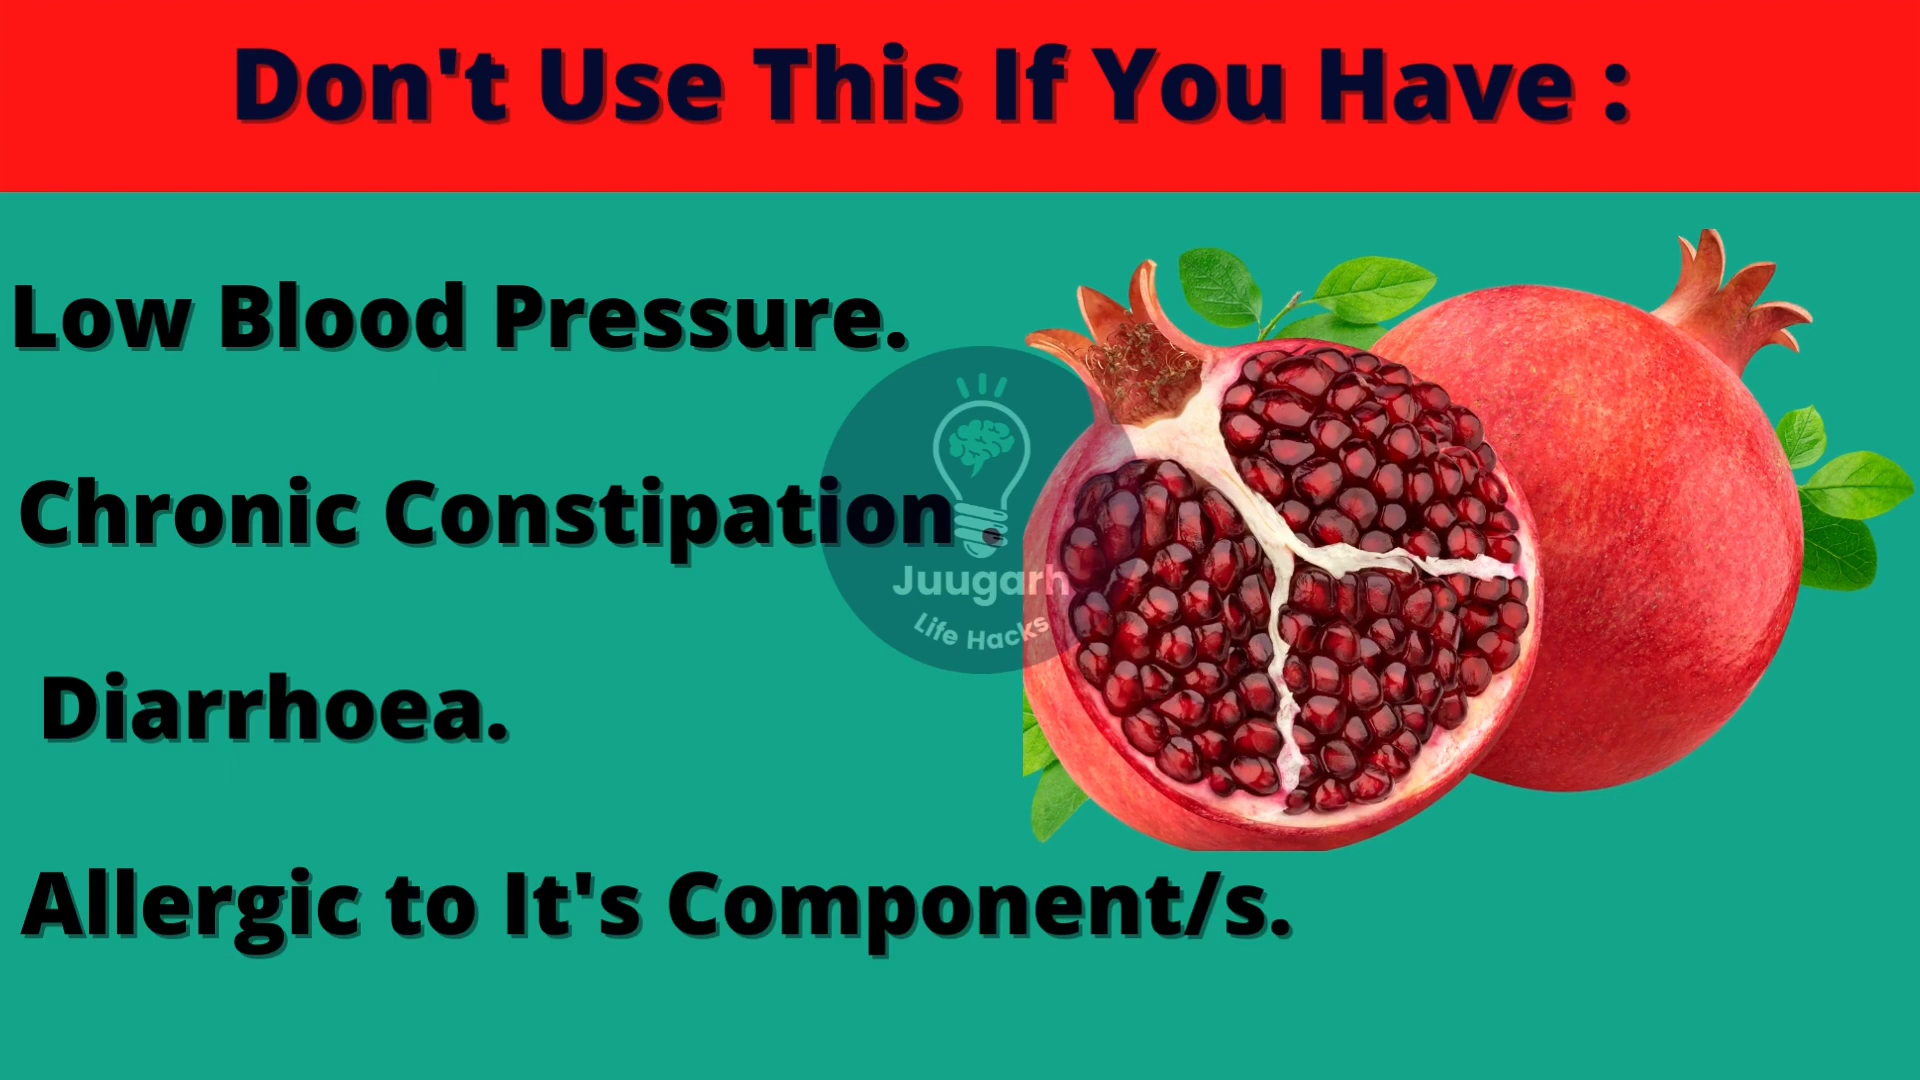 Don't Use This If You Have :
Low Blood Pressure.
Chronic Constipation
Juugarh
Life Hacks
Diarrhoea.
Allergic to It's Component/s.